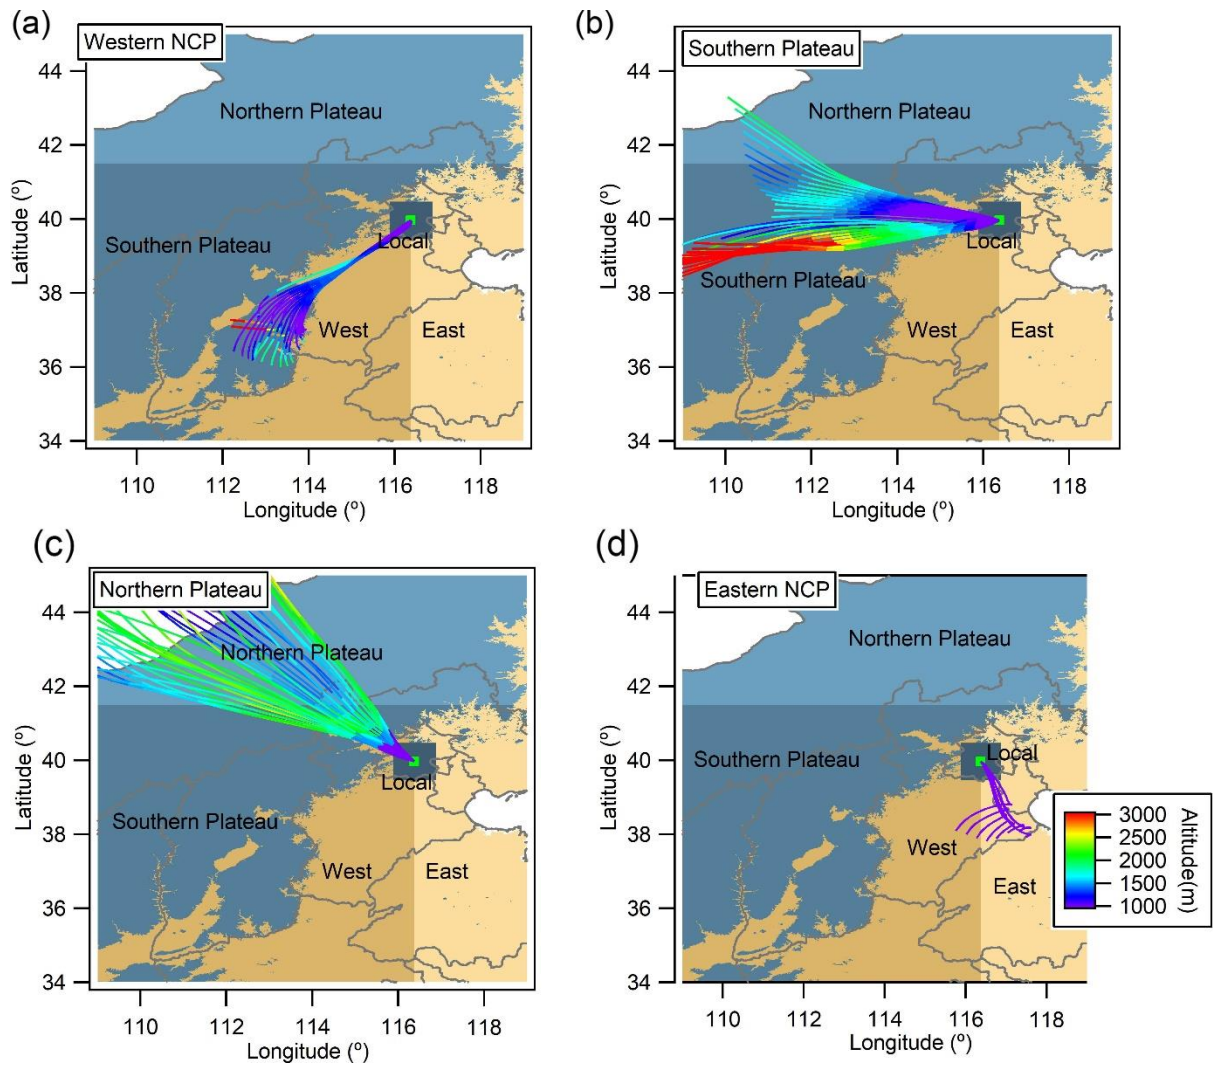 (a)
Western NCP
44
42
40
38
36
34
Latitude (º)
Northern Plateau
Southern Plateau
Local
West
East
110
112
114
116
118
Longitude (º)
(b)
Southern Plateau
44
42
40
38
36
34
Latitude (º)
Northern Plateau
Local
Southern Plateau
West
East
110
112
114
116
118
Longitude (º)
(c)
Northern Plateau
44
42
40
38
36
34
Latitude (º)
Northern Plateau
Local
Southern Plateau
West
East
110
112
114
116
118
Longitude (º)
(d)
Eastern NCP
44
42
40
38
36
34
Latitude (º)
Northern Plateau
Southern Plateau
Local
West
East
110
112
114
116
118
Longitude (º)
3000
2500
2000
1500
1000
Altitude(m)